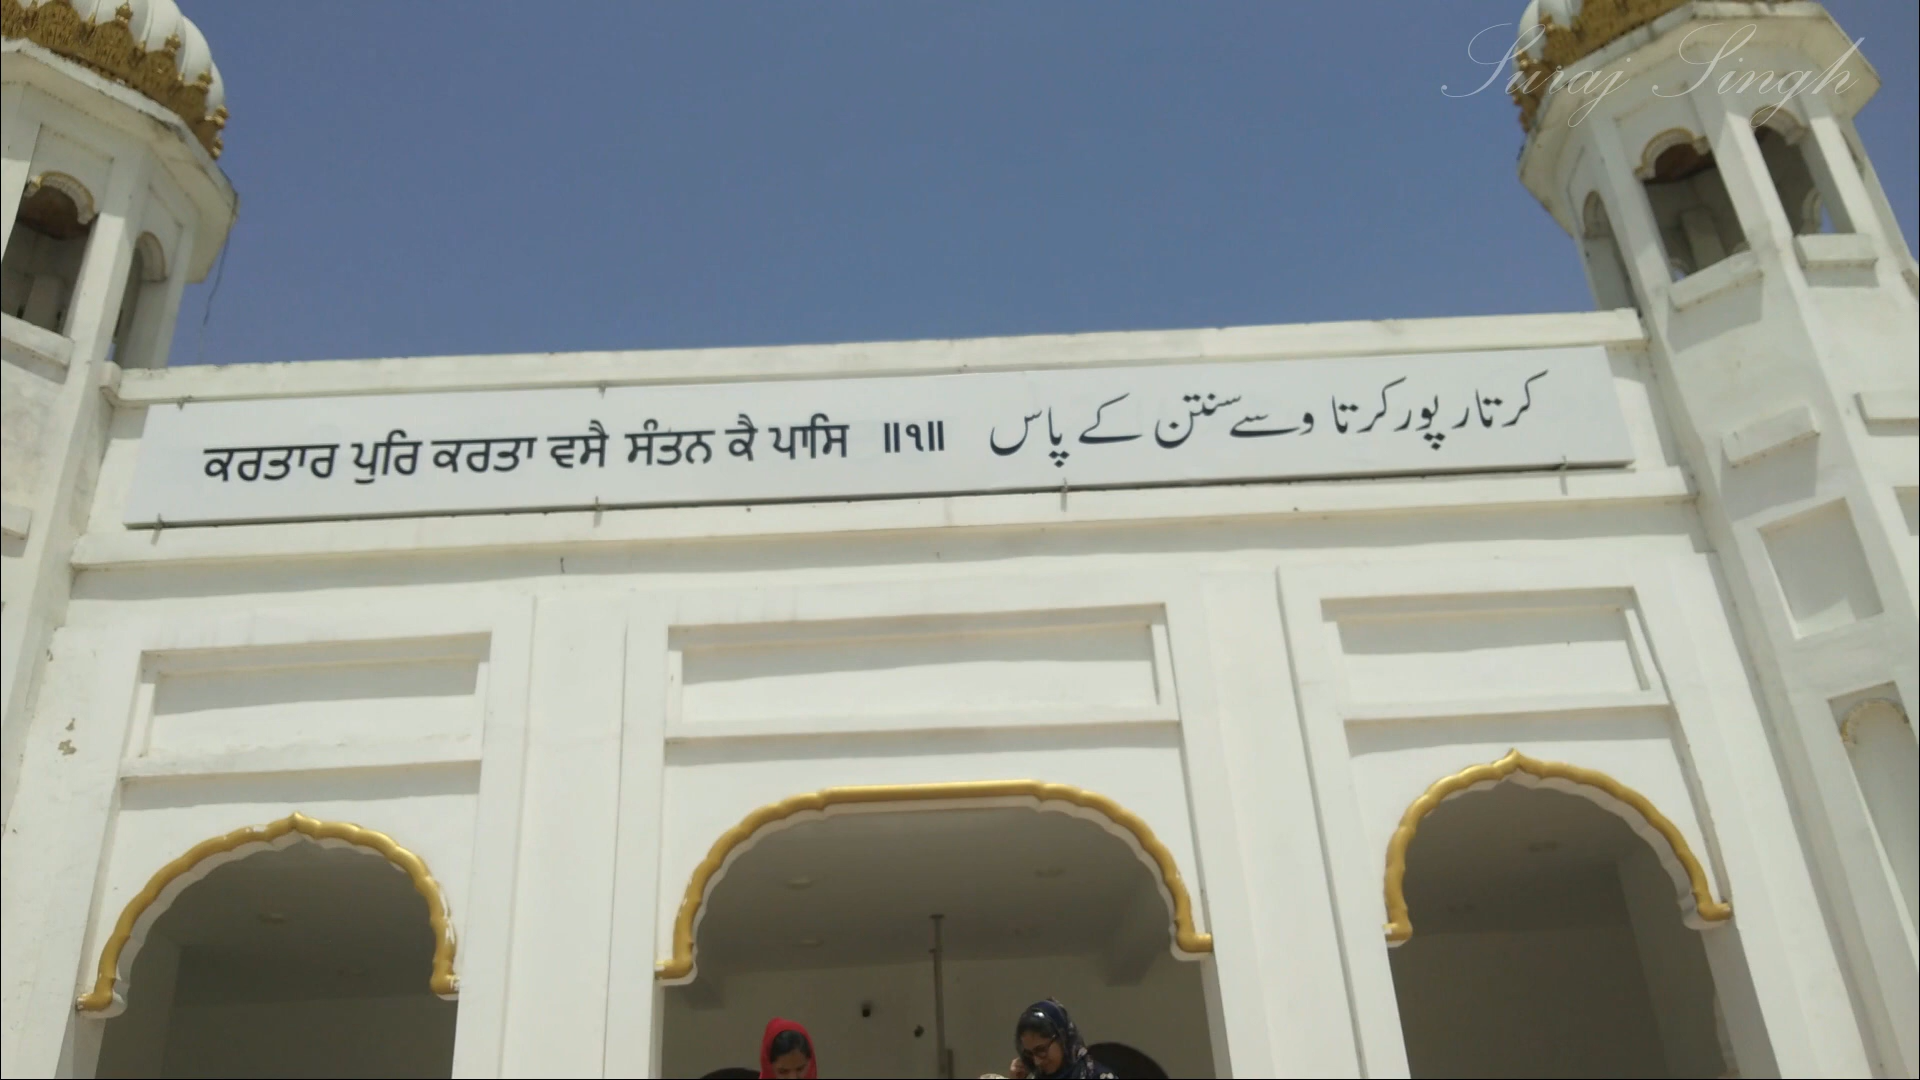 Suraj Singh
ਕਰਤਾਰ ਪੁਰਿ ਕਰਤਾ ਵਸੈ ਸੰਤਨ ਕੈ ਪਾਸਿ ॥੧॥ کرتار پور کرتا وسے سنتن کے پاس